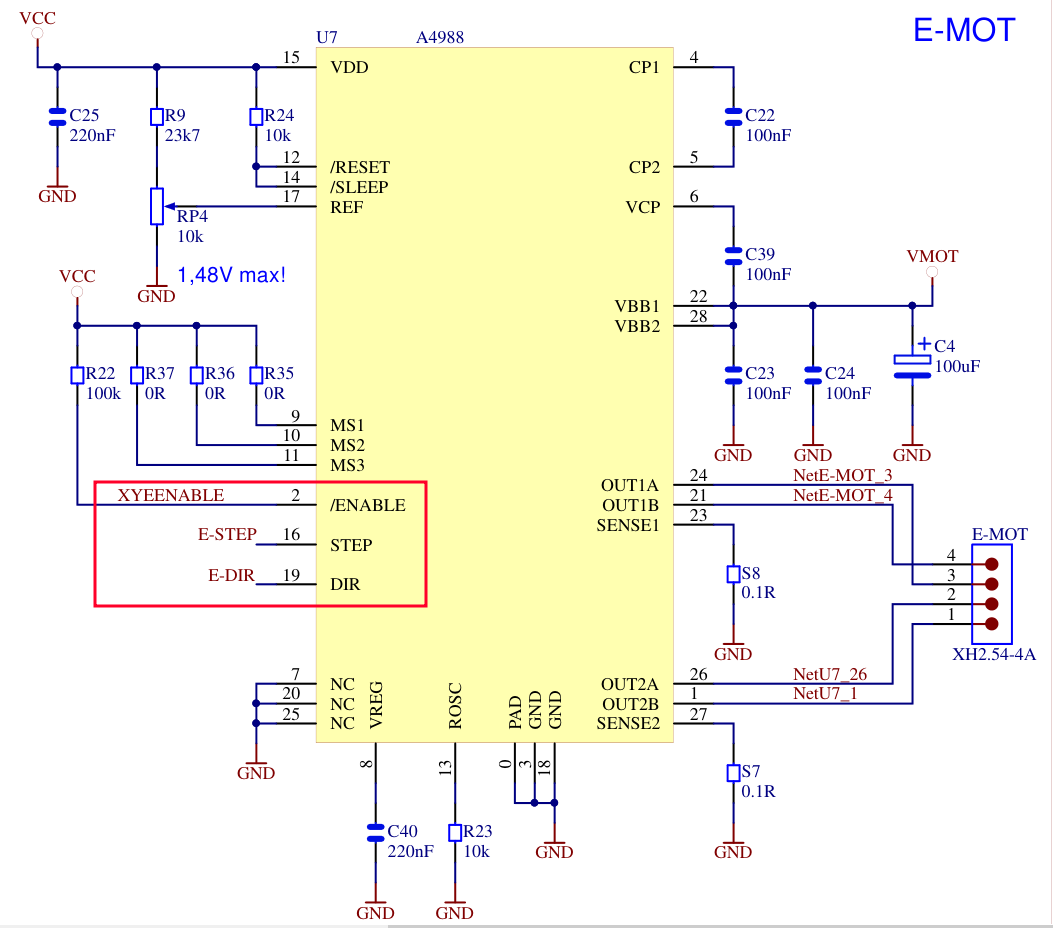 VCC
U7
A4988
E-MOT
15
VDD
CP1
4
C25
220nF
R9
23k7
R24
10k
C22
100nF
12
/RESET
CP2
5
14
/SLEEP
17
REF
VCP
6
GND
RP4
10k
C39
100nF
VMOT
1,48V max!
GND
VCC
VBB1
22
VBB2
28
C4
100uF
R22
100k
R37
0R
R36
0R
R35
0R
C23
100nF
C24
100nF
9
MS1
10
MS2
11
MS3
GND
GND
GND
XYEENABLE
2
/ENABLE
OUT1A
24
NetE-MOT_3
OUT1B
21
NetE-MOT_4
SENSE1
23
E-STEP
16
STEP
E-MOT
4
3
2
1
E-DIR
19
DIR
S8
0.1R
GND
XH2.54-4A
7
NC
20
NC
25
NC
VREG
ROSC
PAD
GND
GND
OUT2A
26
NetU7_26
OUT2B
1
NetU7_1
SENSE2
27
GND
8
13
0
3
18
S7
0.1R
C40
220nF
R23
10k
GND
GND
GND
GND